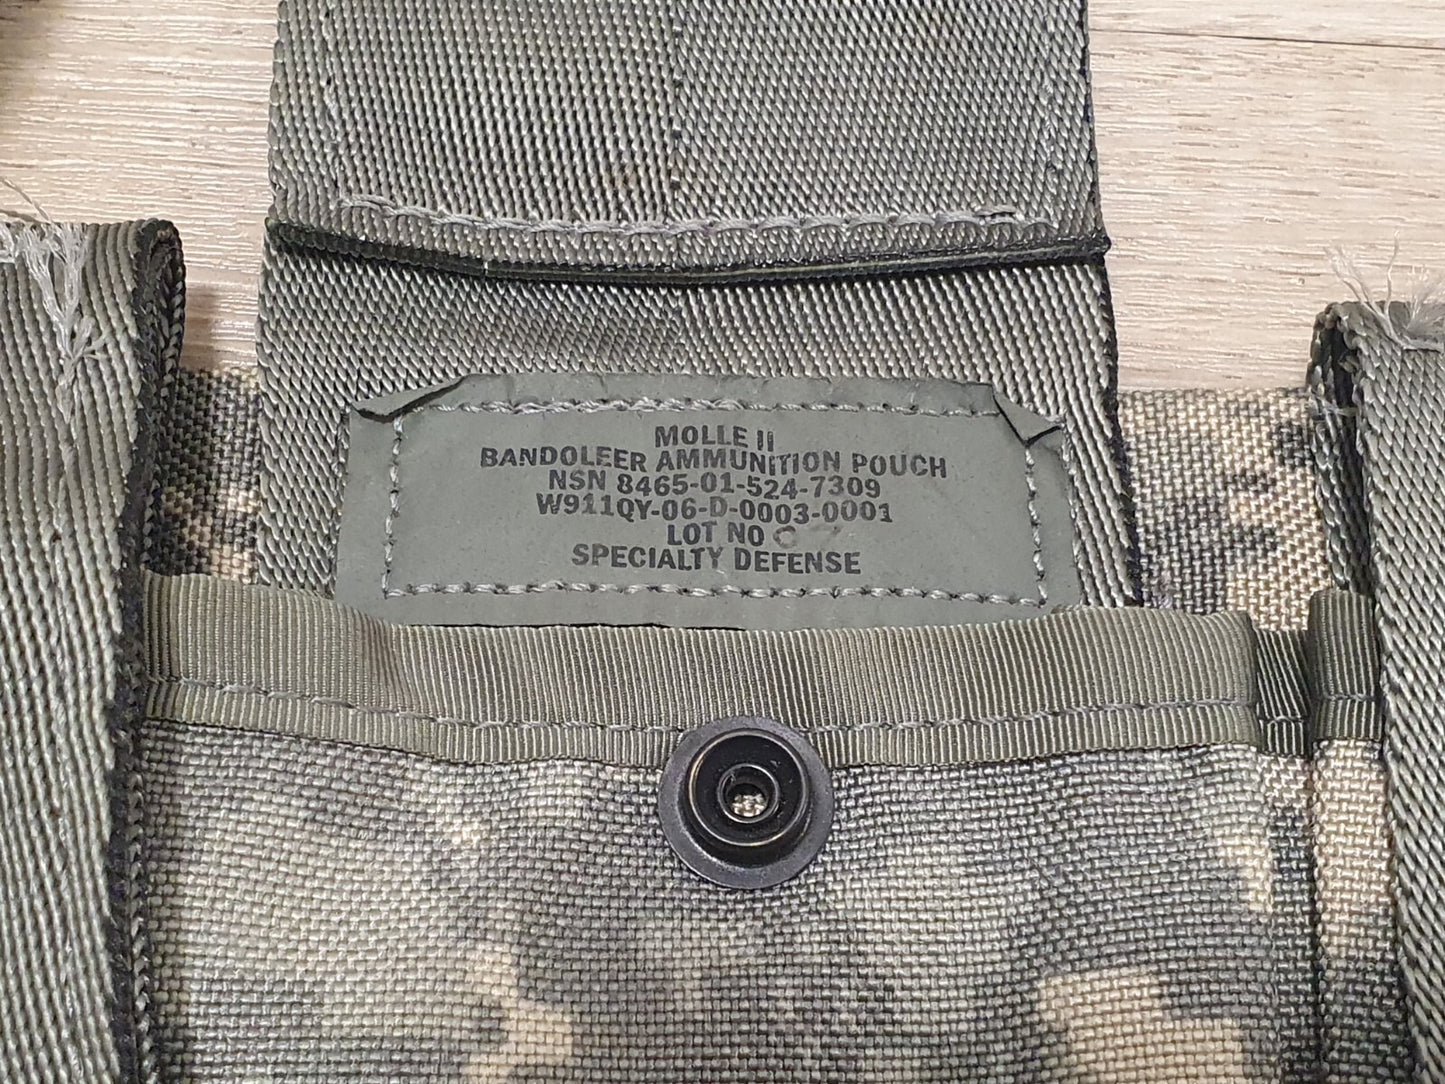 MOLLE II
BANDOLEER AMMUNITION POUCH
NSN 8465-01-524-7309
W911QY-06-D-0003-0001
LOT NO
SPECIALTY DEFENSE